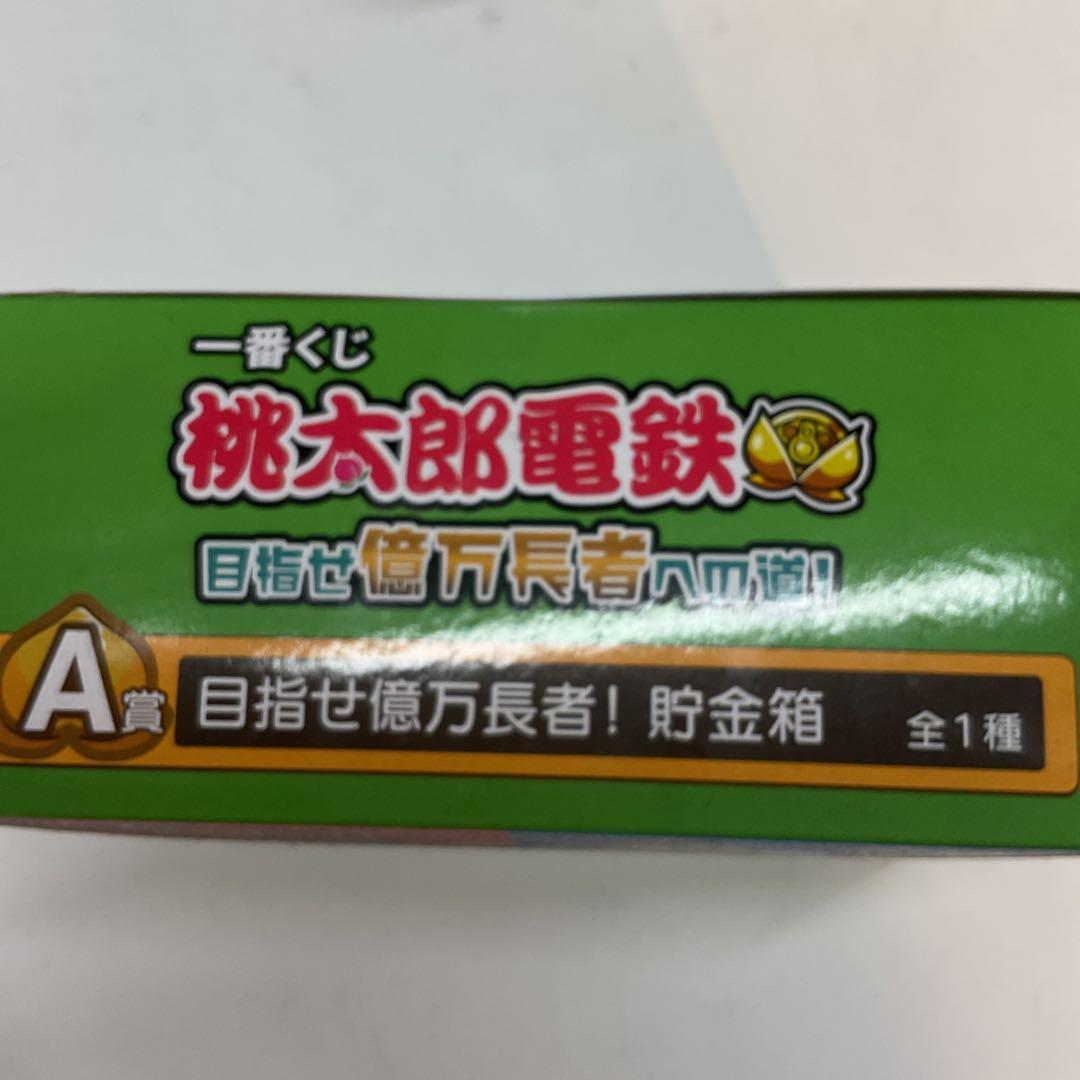 一番くじ
桃太郎電鉄
目指せ億万長者への道!
A賞
目指せ億万長者! 貯金箱 全1種